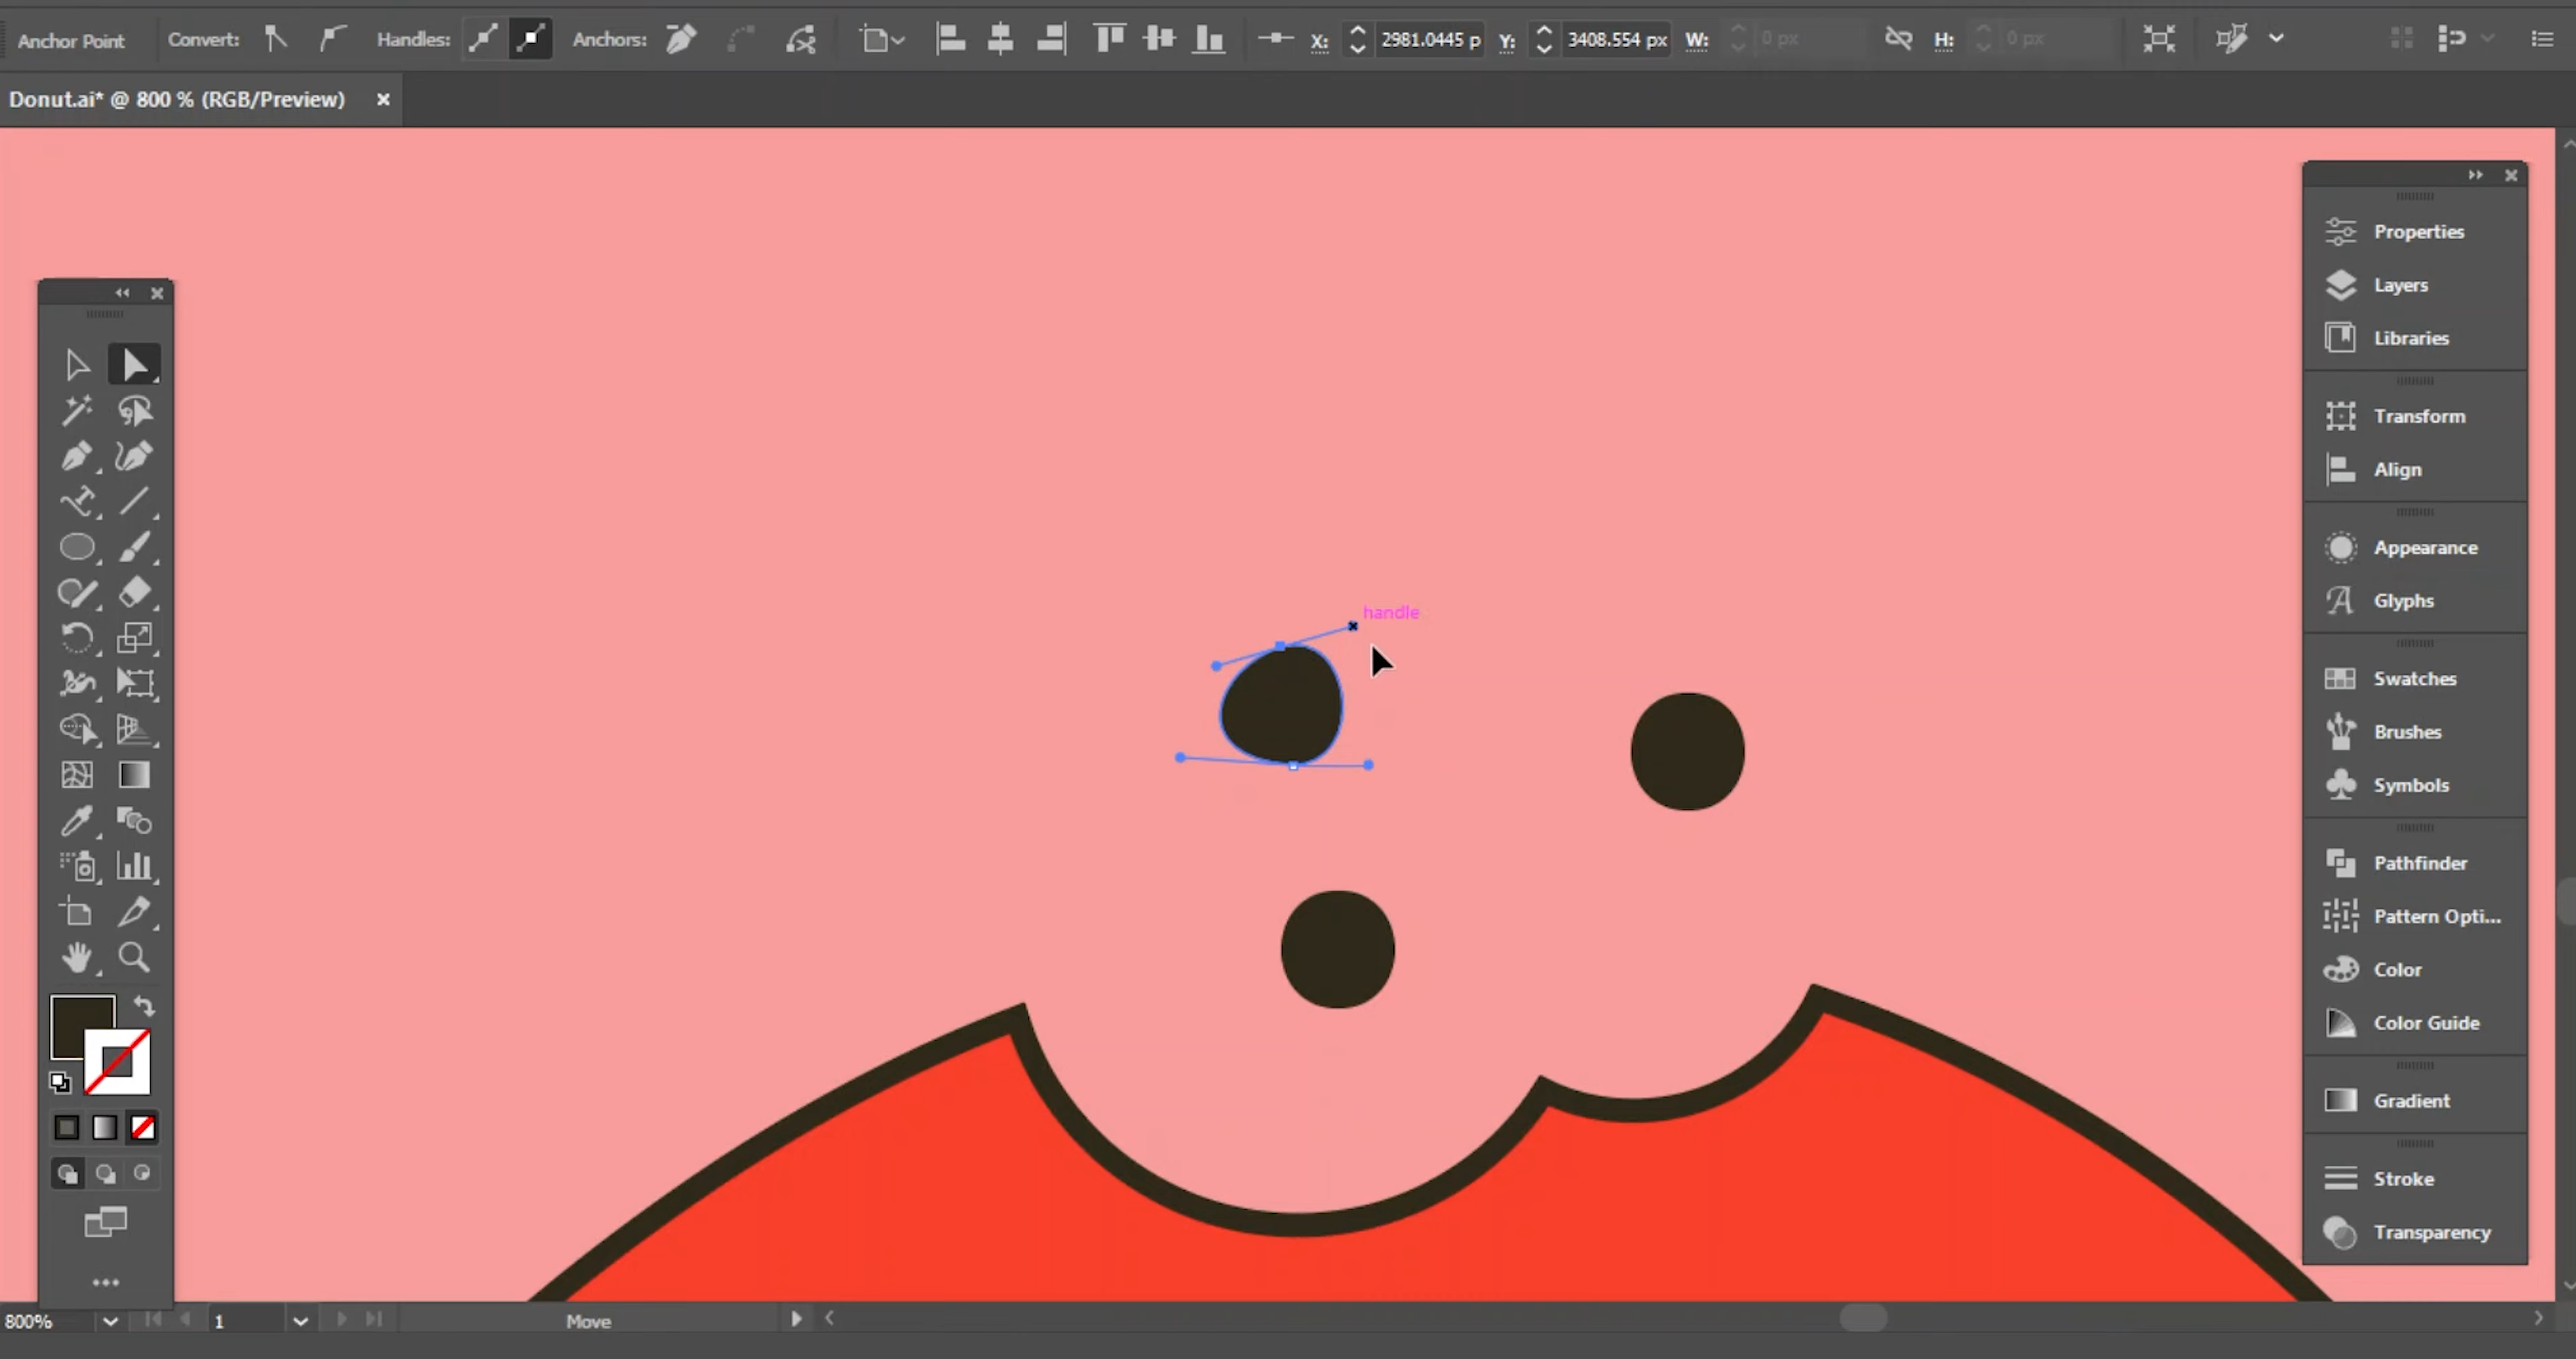 Anchor Point Convert: Handles: Anchors: X: 2981.0445 p Y: 3408.554 px W: 0 px H: 0 px
Donut.ai* @ 800 % (RGB/Preview)
Properties
Layers
Libraries
Transform
Align
Appearance
Glyphs
handle
Swatches
Brushes
Symbols
Pathfinder
Pattern Opti...
Color
Color Guide
Gradient
Stroke
Transparency
800% 1 Move